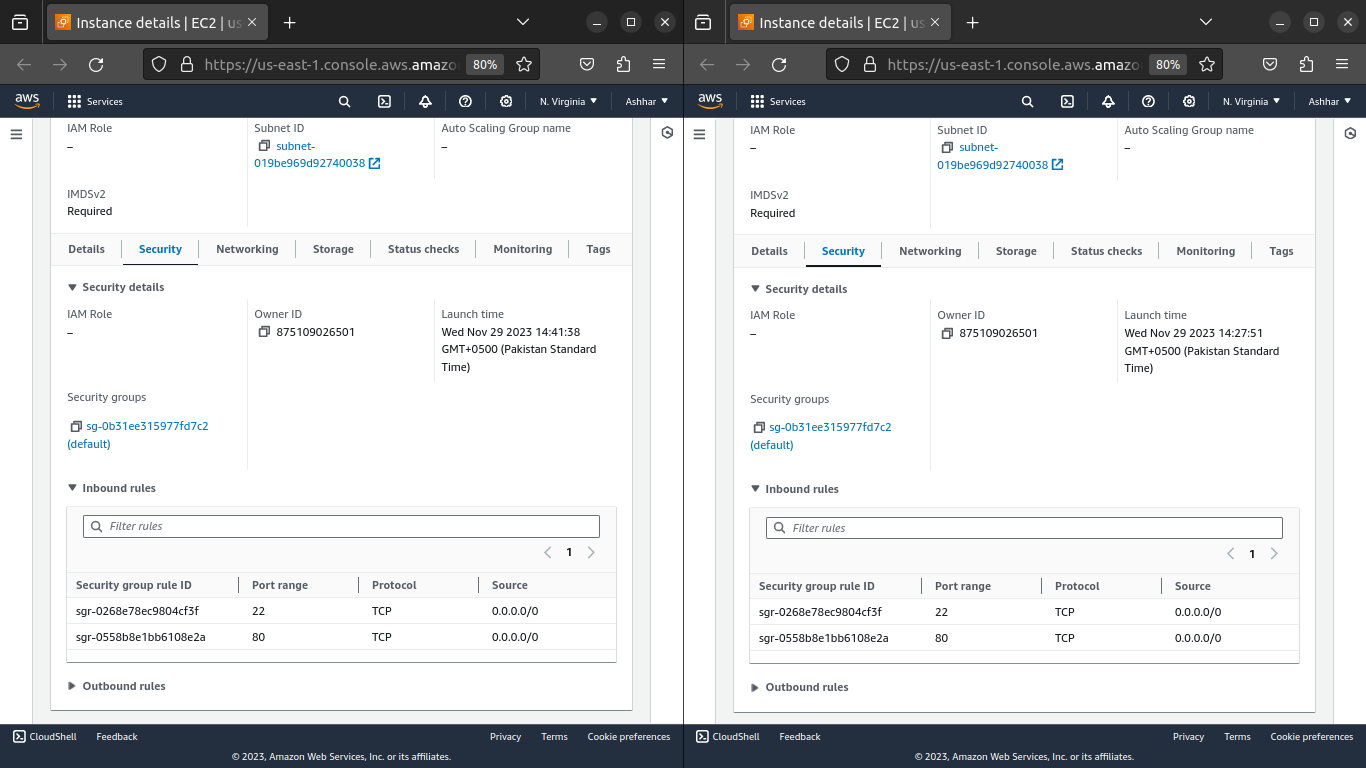 Instance details | EC2 | us
https://us-east-1.console.aws.amazo
80%
aws
Services
N. Virginia
Ashhar
IAM Role
–
Subnet ID
subnet-
019be969d92740038
Auto Scaling Group name
–
IMDSv2
Required
Details
Security
Networking
Storage
Status checks
Monitoring
Tags
Security details
IAM Role
–
Owner ID
875109026501
Launch time
Wed Nov 29 2023 14:41:38
GMT+0500 (Pakistan Standard
Time)
Security groups
sg-0b31ee315977fd7c2
(default)
Inbound rules
Filter rules
1
Security group rule ID Port range Protocol Source
sgr-0268e78ec9804cf3f 22 TCP 0.0.0.0/0
sgr-0558b8e1bb6108e2a 80 TCP 0.0.0.0/0
Outbound rules
CloudShell Feedback Privacy Terms Cookie preferences
© 2023, Amazon Web Services, Inc. or its affiliates.
Instance details | EC2 | us
https://us-east-1.console.aws.amazo
80%
aws
Services
N. Virginia
Ashhar
IAM Role
–
Subnet ID
subnet-
019be969d92740038
Auto Scaling Group name
–
IMDSv2
Required
Details
Security
Networking
Storage
Status checks
Monitoring
Tags
Security details
IAM Role
–
Owner ID
875109026501
Launch time
Wed Nov 29 2023 14:27:51
GMT+0500 (Pakistan Standard
Time)
Security groups
sg-0b31ee315977fd7c2
(default)
Inbound rules
Filter rules
1
Security group rule ID Port range Protocol Source
sgr-0268e78ec9804cf3f 22 TCP 0.0.0.0/0
sgr-0558b8e1bb6108e2a 80 TCP 0.0.0.0/0
Outbound rules
CloudShell Feedback Privacy Terms Cookie preferences
© 2023, Amazon Web Services, Inc. or its affiliates.